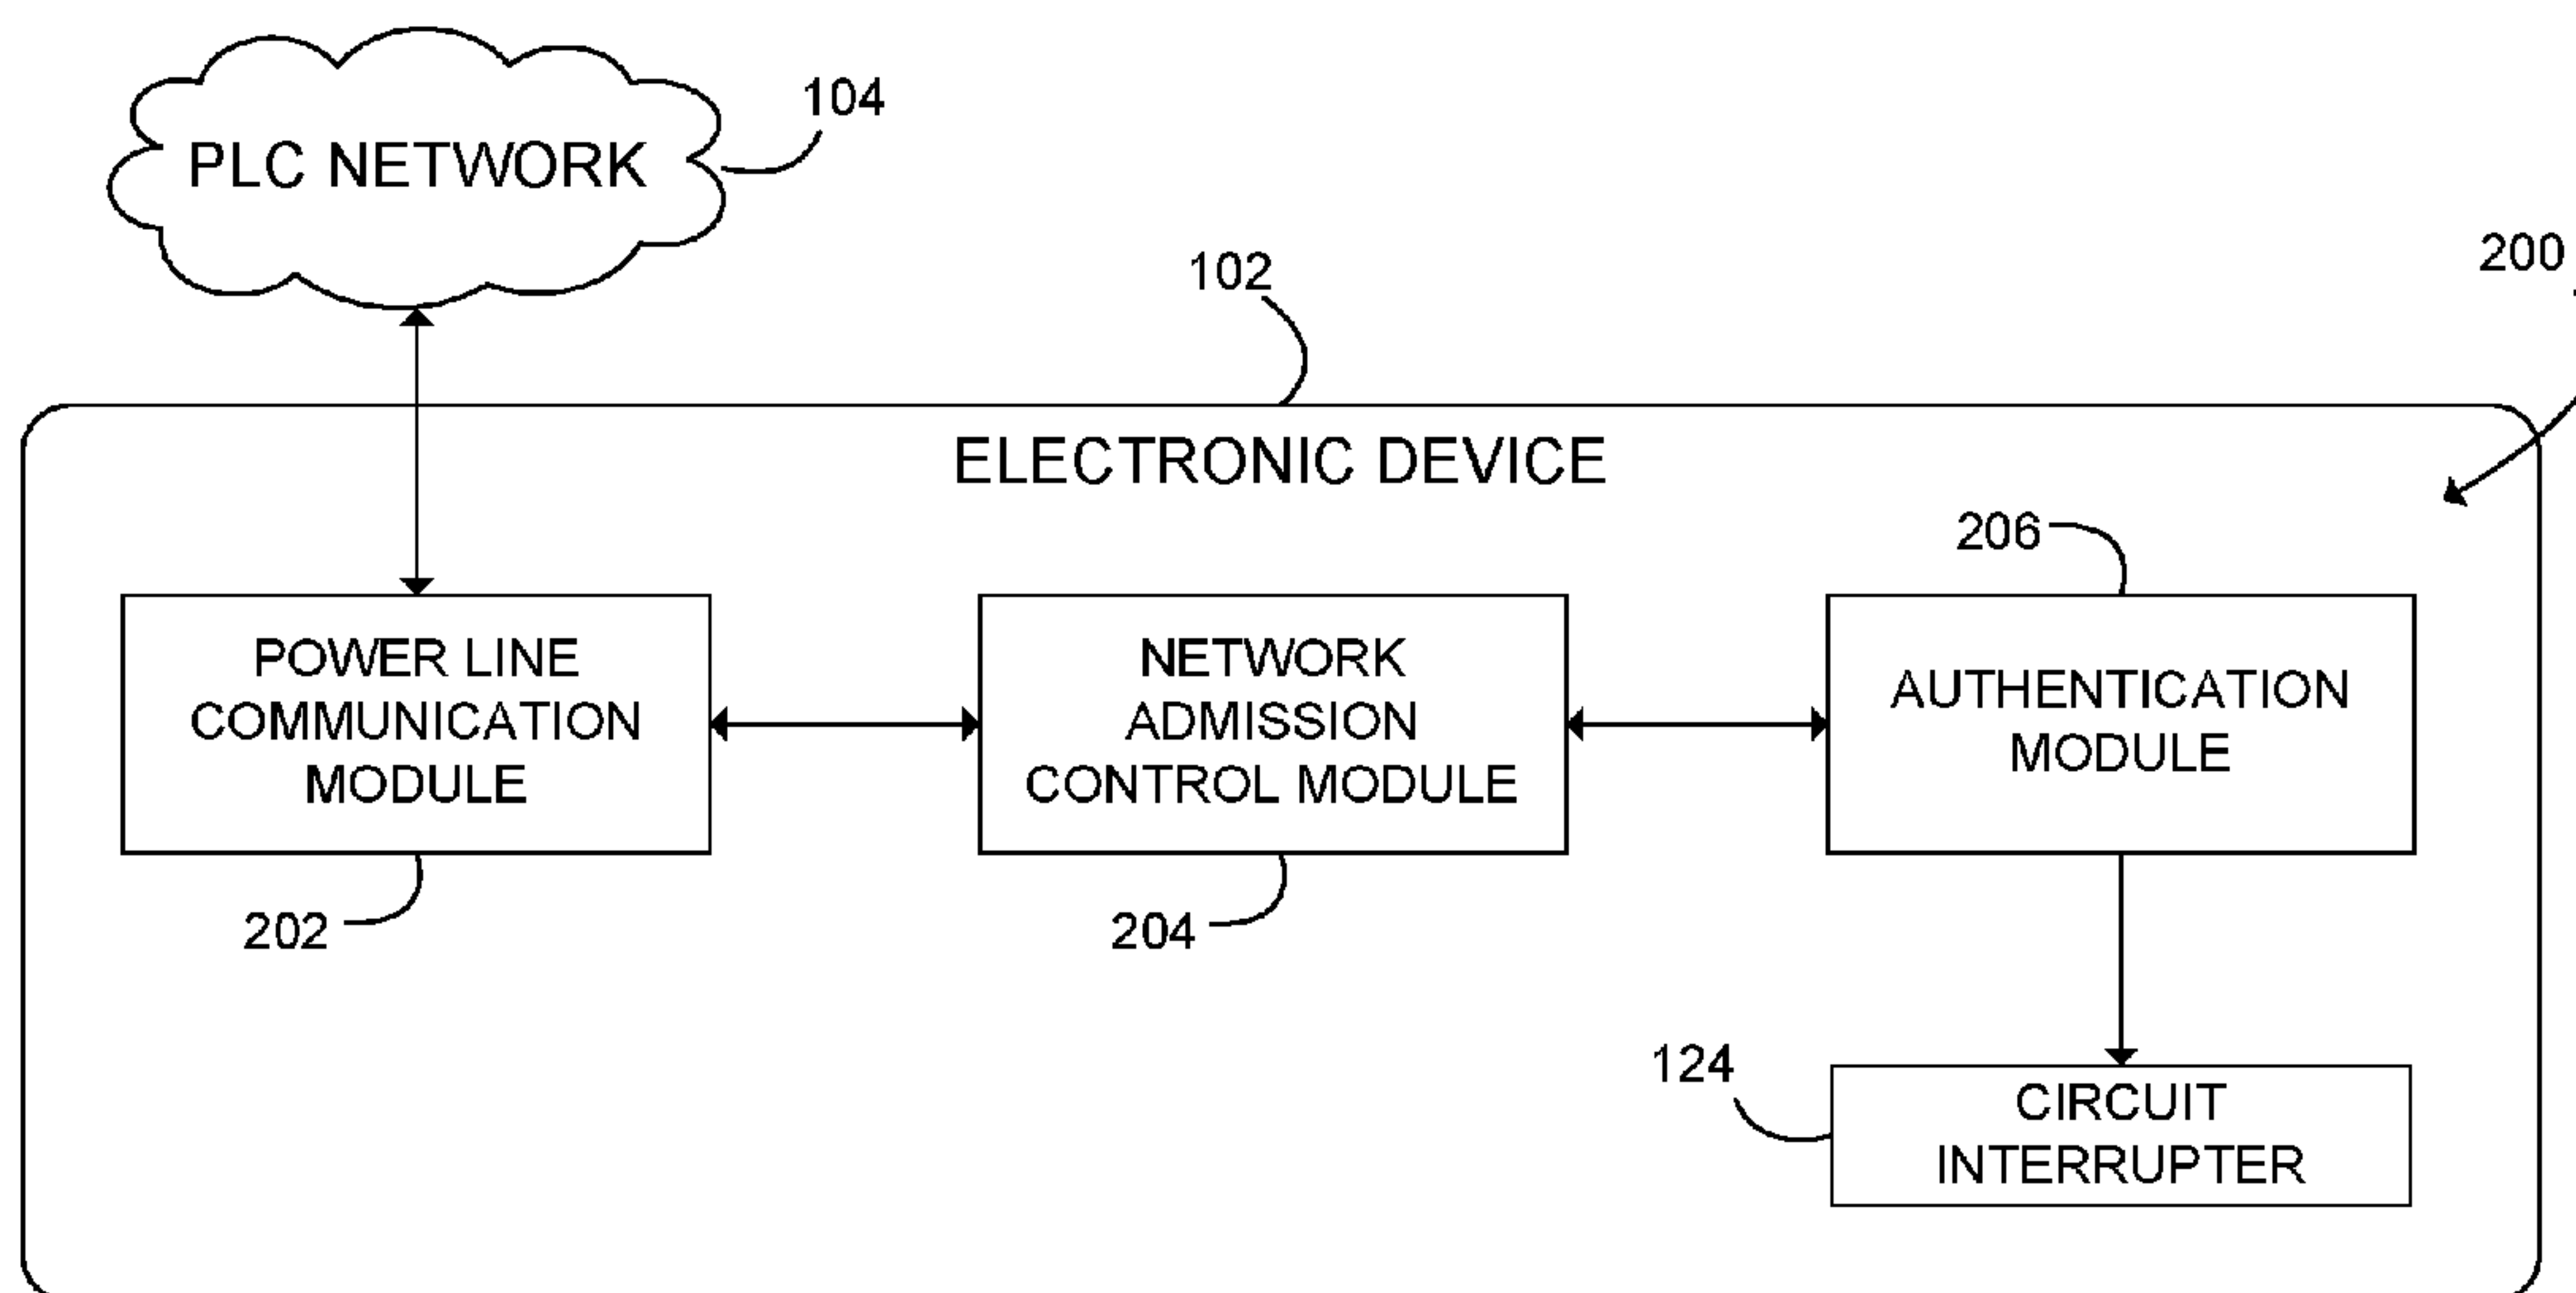 104
PLC NETWORK
200
102
ELECTRONIC DEVICE
206
POWER LINE
COMMUNICATION
MODULE
NETWORK
ADMISSION
CONTROL MODULE
AUTHENTICATION
MODULE
202
204
124
CIRCUIT
INTERRUPTER